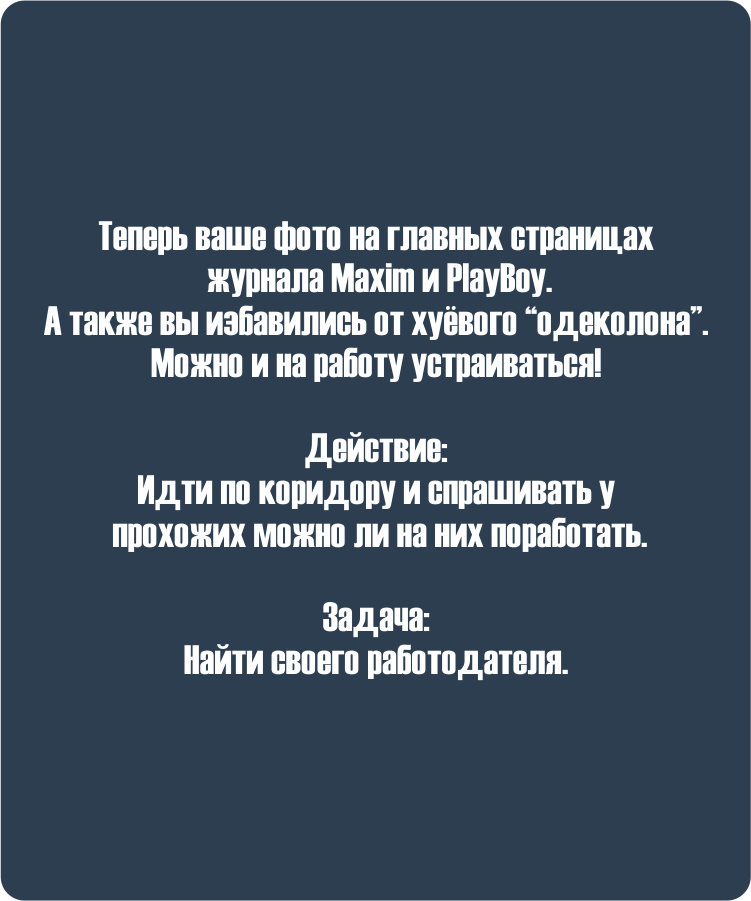 Теперь ваше фото на главных страницах
журнала Maxim и PlayBoy.
А также вы избавились от хуёвого “одеколона”.
Можно и на работу устраиваться!
Действие:
Идти по коридору и спрашивать у
прохожих можно ли на них поработать.
Задача:
Найти своего работодателя.